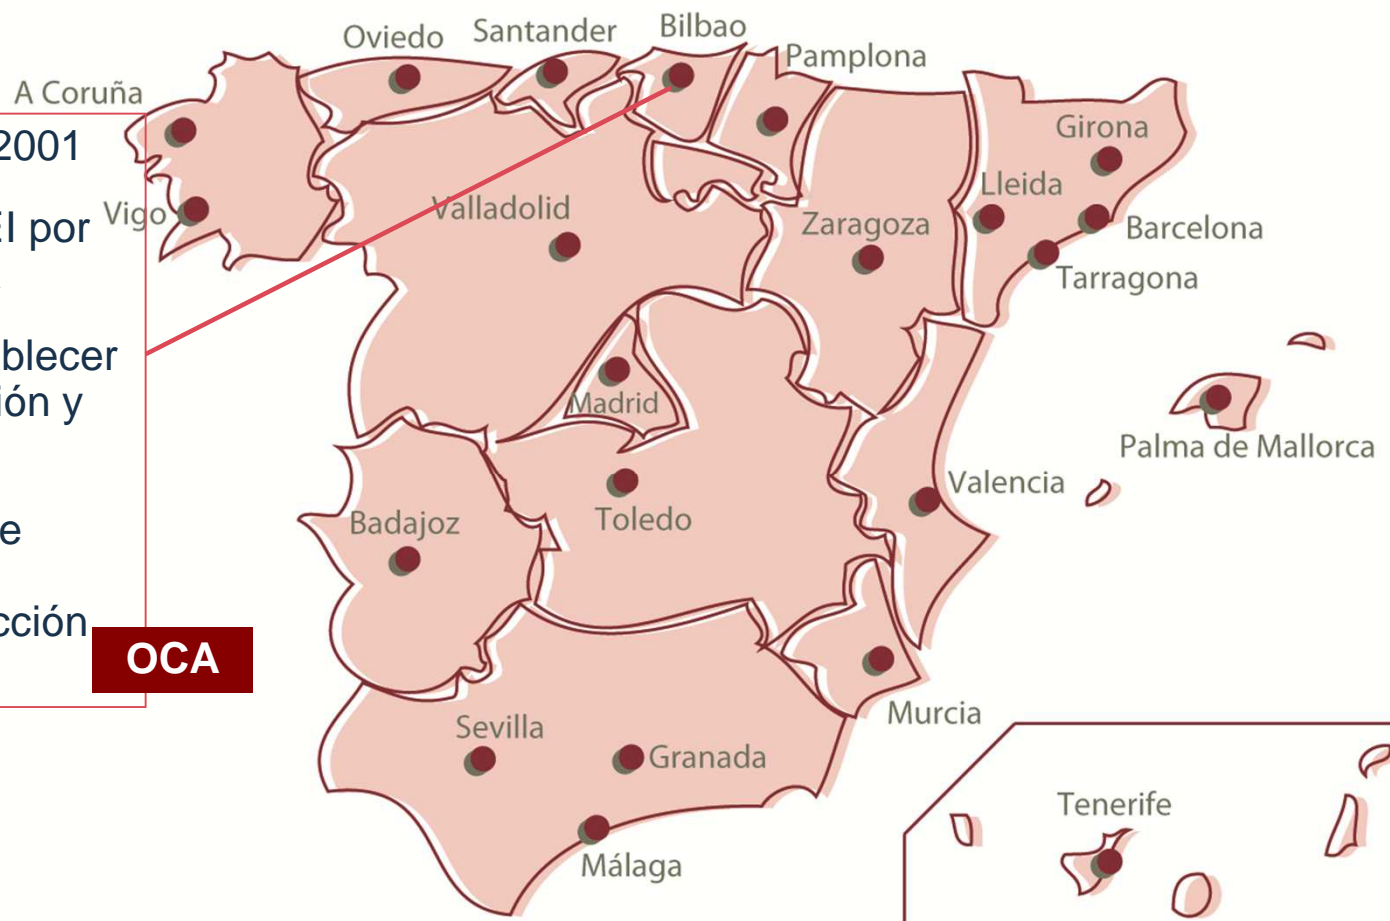 Oviedo
Santander
Bilbao
Pamplona
A Coruña
2001
Girona
Lleida
Vigo
Valladolid
Zaragoza
Barcelona
I por
Tarragona
blecer
Madrid
ión y
Palma de Mallorca
Valencia
Badajoz
Toledo
e
cción
OCA
Murcia
Sevilla
Granada
Tenerife
Málaga